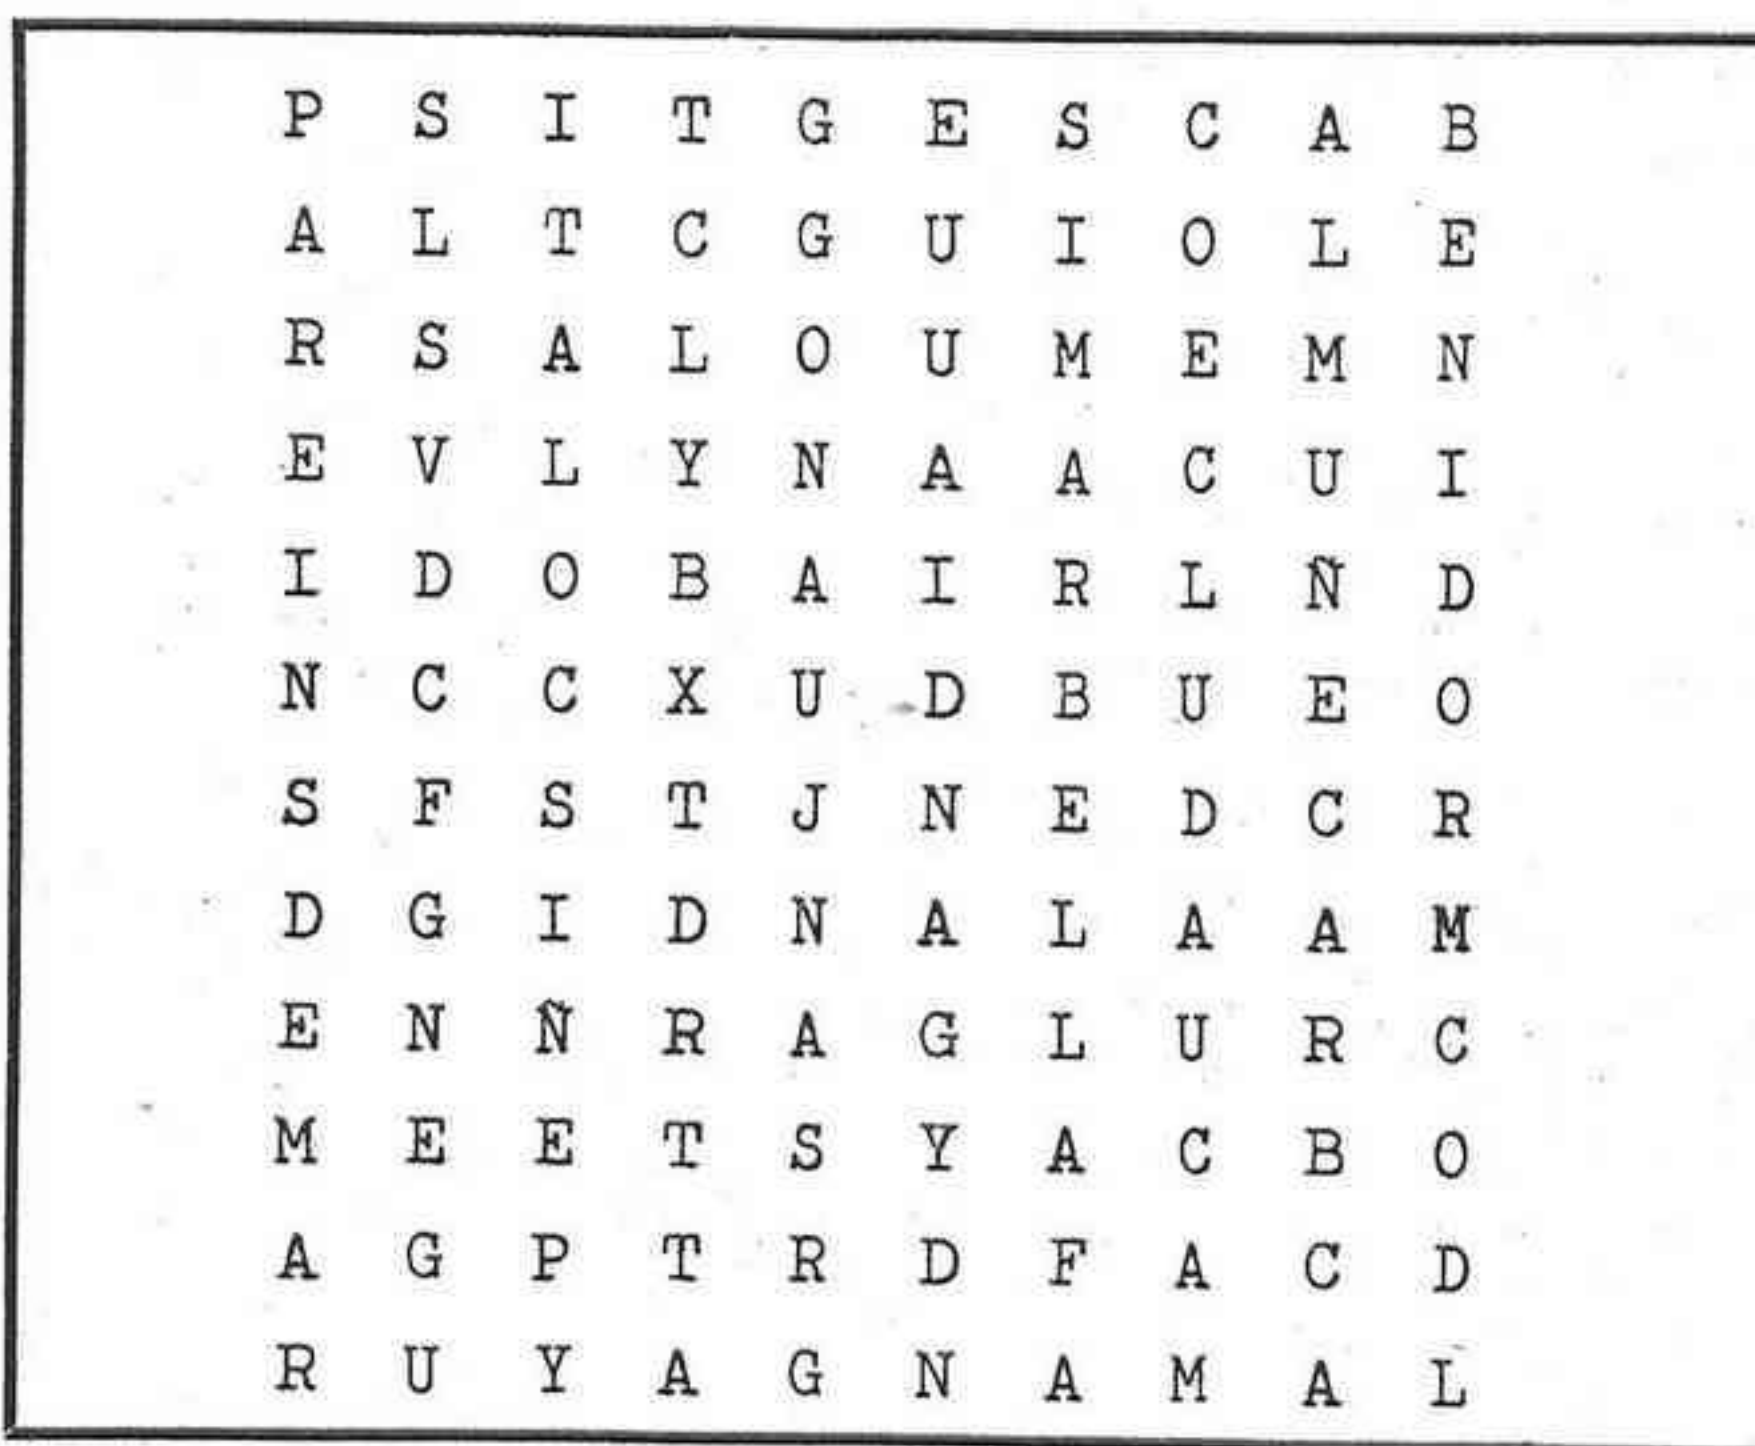 P S I T G E S C A B
A L T C G U I O L E
R S A L O U M E M N
E V L Y N A A C U I
I D O B A I R L Ñ D
N C C X U D B U E O
S F S T J N E D C R
D G I D N A L A A M
E N Ñ R A G L U R C
M E E T S Y A C B O
A G P T R D F A C D
R U Y A G N A M A L